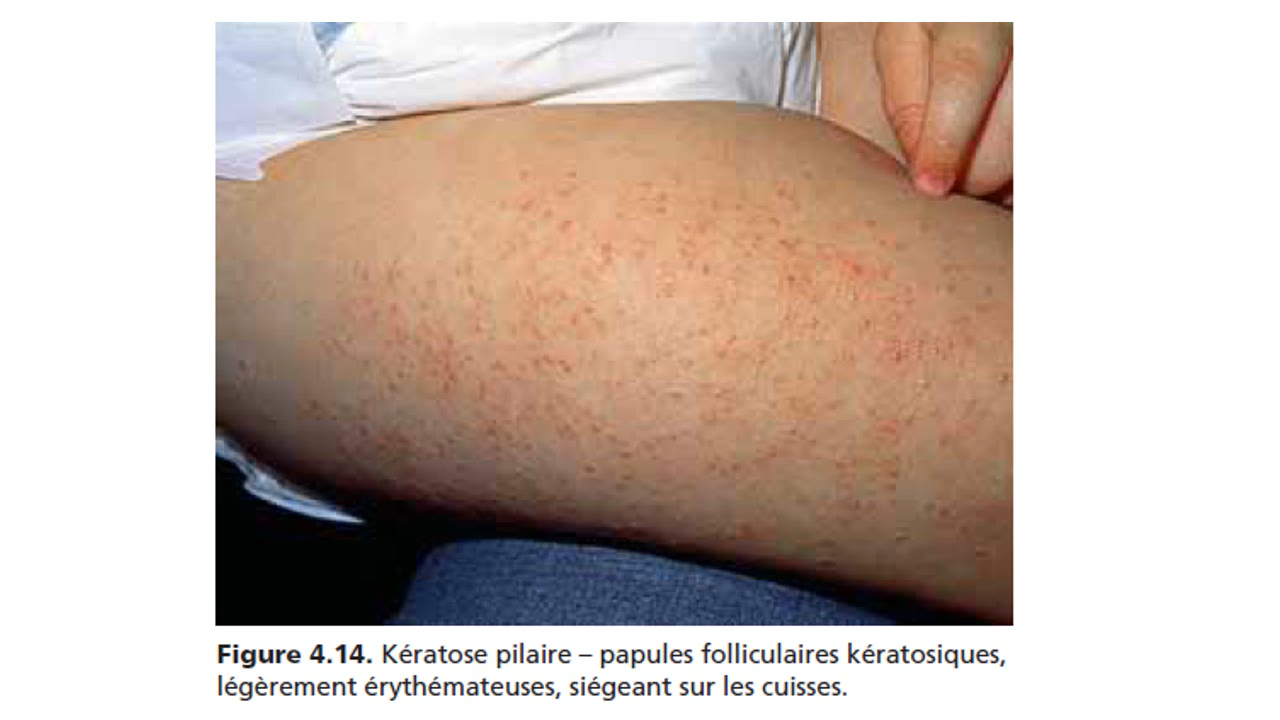 Figure 4.14. Kératose pilaire – papules folliculaires kératosiques,
légèrement érythémateuses, siégeant sur les cuisses.